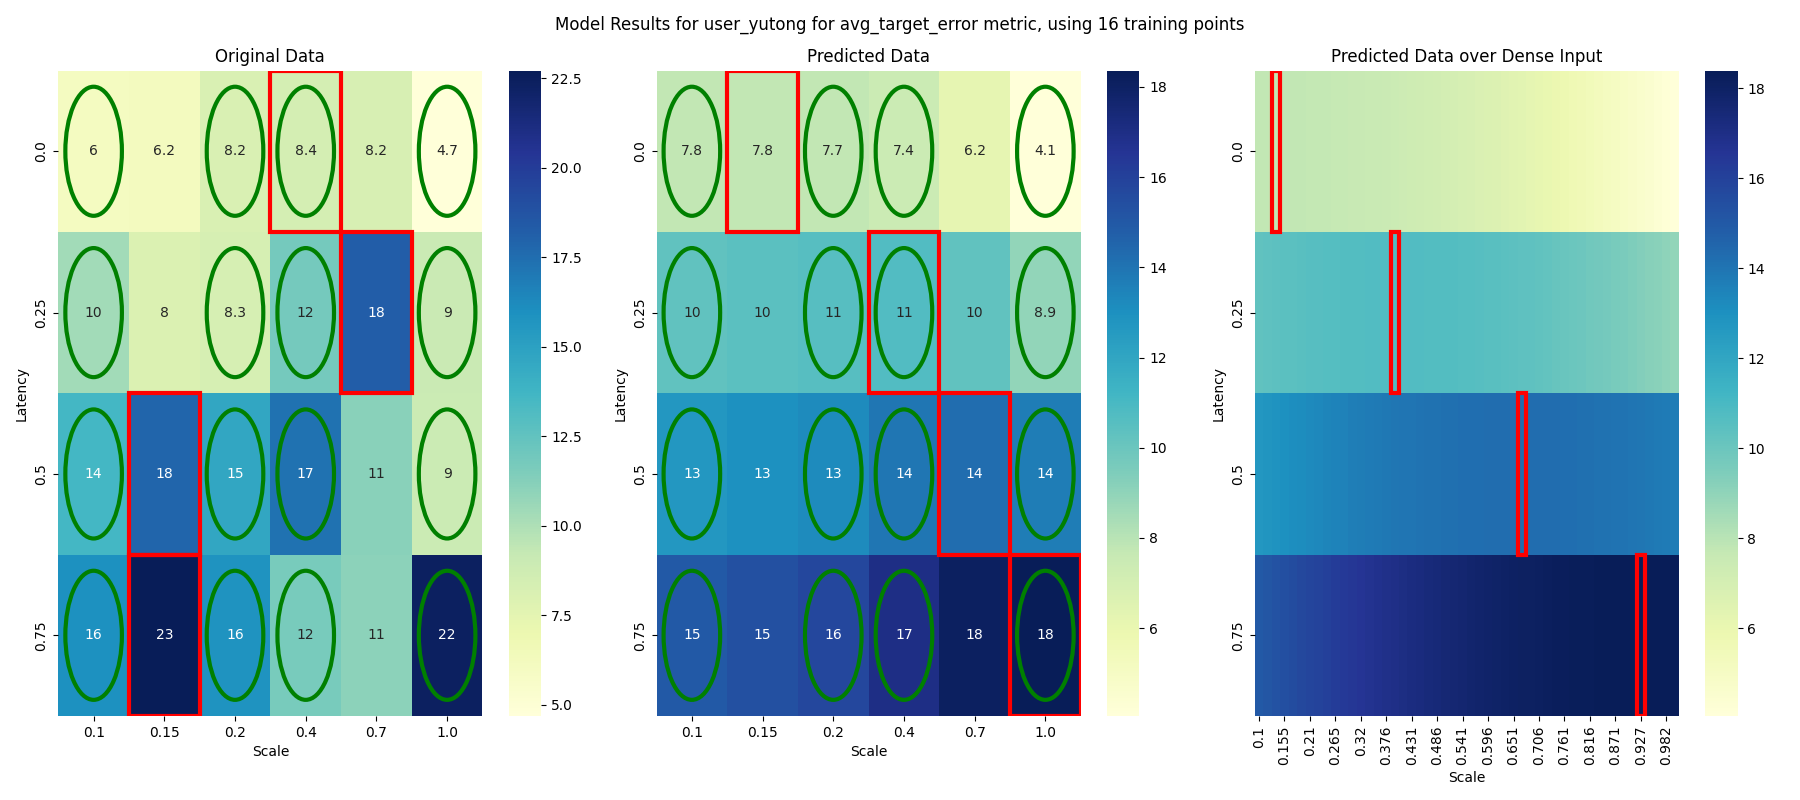 Model Results for user_yutong for avg_target_error metric, using 16 training points
Original Data
Latency
0.0
0.25
0.5
0.75
6 6.2 8.2 8.4 8.2 4.7
10 8 8.3 12 18 9
14 18 15 17 11 9
16 23 16 12 11 22
0.1 0.15 0.2 0.4 0.7 1.0
Scale
22.5
20.0
17.5
15.0
12.5
10.0
7.5
5.0
Predicted Data
Latency
0.0
0.25
0.5
0.75
7.8 7.8 7.7 7.4 6.2 4.1
10 10 11 11 10 8.9
13 13 13 14 14 14
15 15 16 17 18 18
0.1 0.15 0.2 0.4 0.7 1.0
Scale
18
16
14
12
10
8
6
Predicted Data over Dense Input
Latency
0.0
0.25
0.5
0.75
0.1 0.155 0.21 0.265 0.32 0.376 0.431 0.486 0.541 0.596 0.651 0.706 0.761 0.816 0.871 0.927 0.982
Scale
18
16
14
12
10
8
6